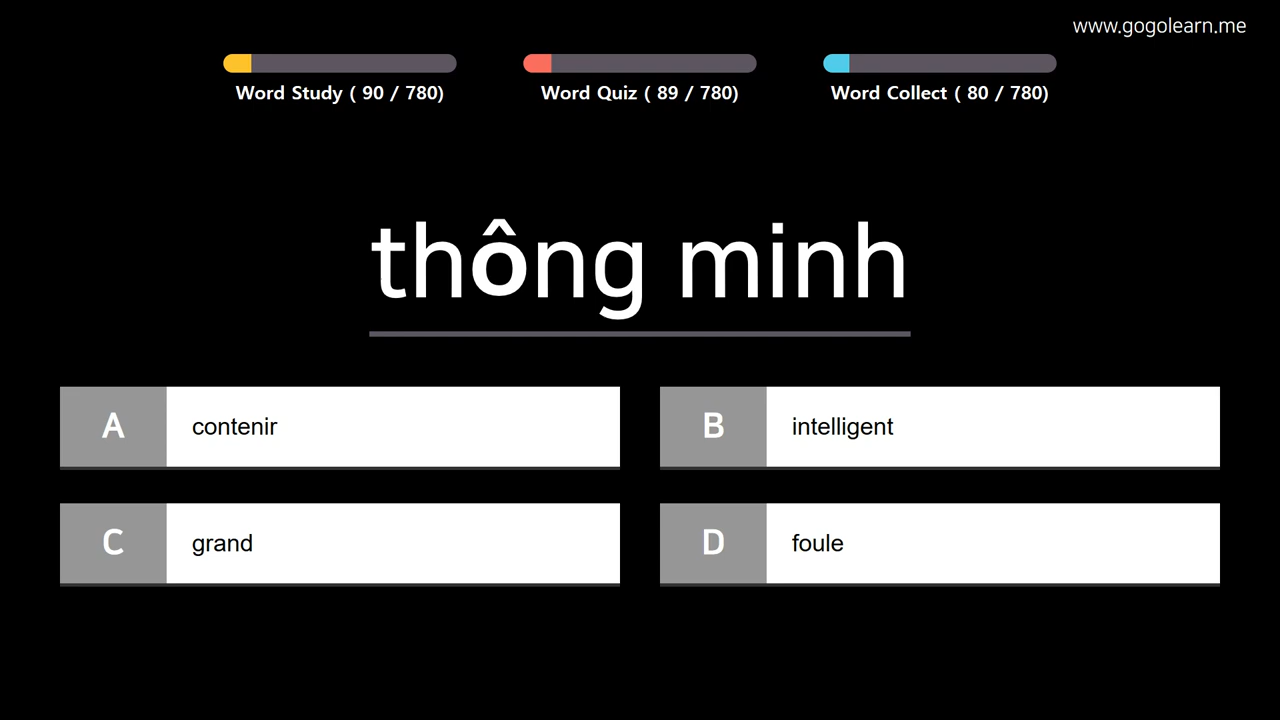 www.gogolearn.me
Word Study ( 90 / 780)
Word Quiz ( 89 / 780)
Word Collect ( 80 / 780)
thông minh
A contenir
B intelligent
C grand
D foule